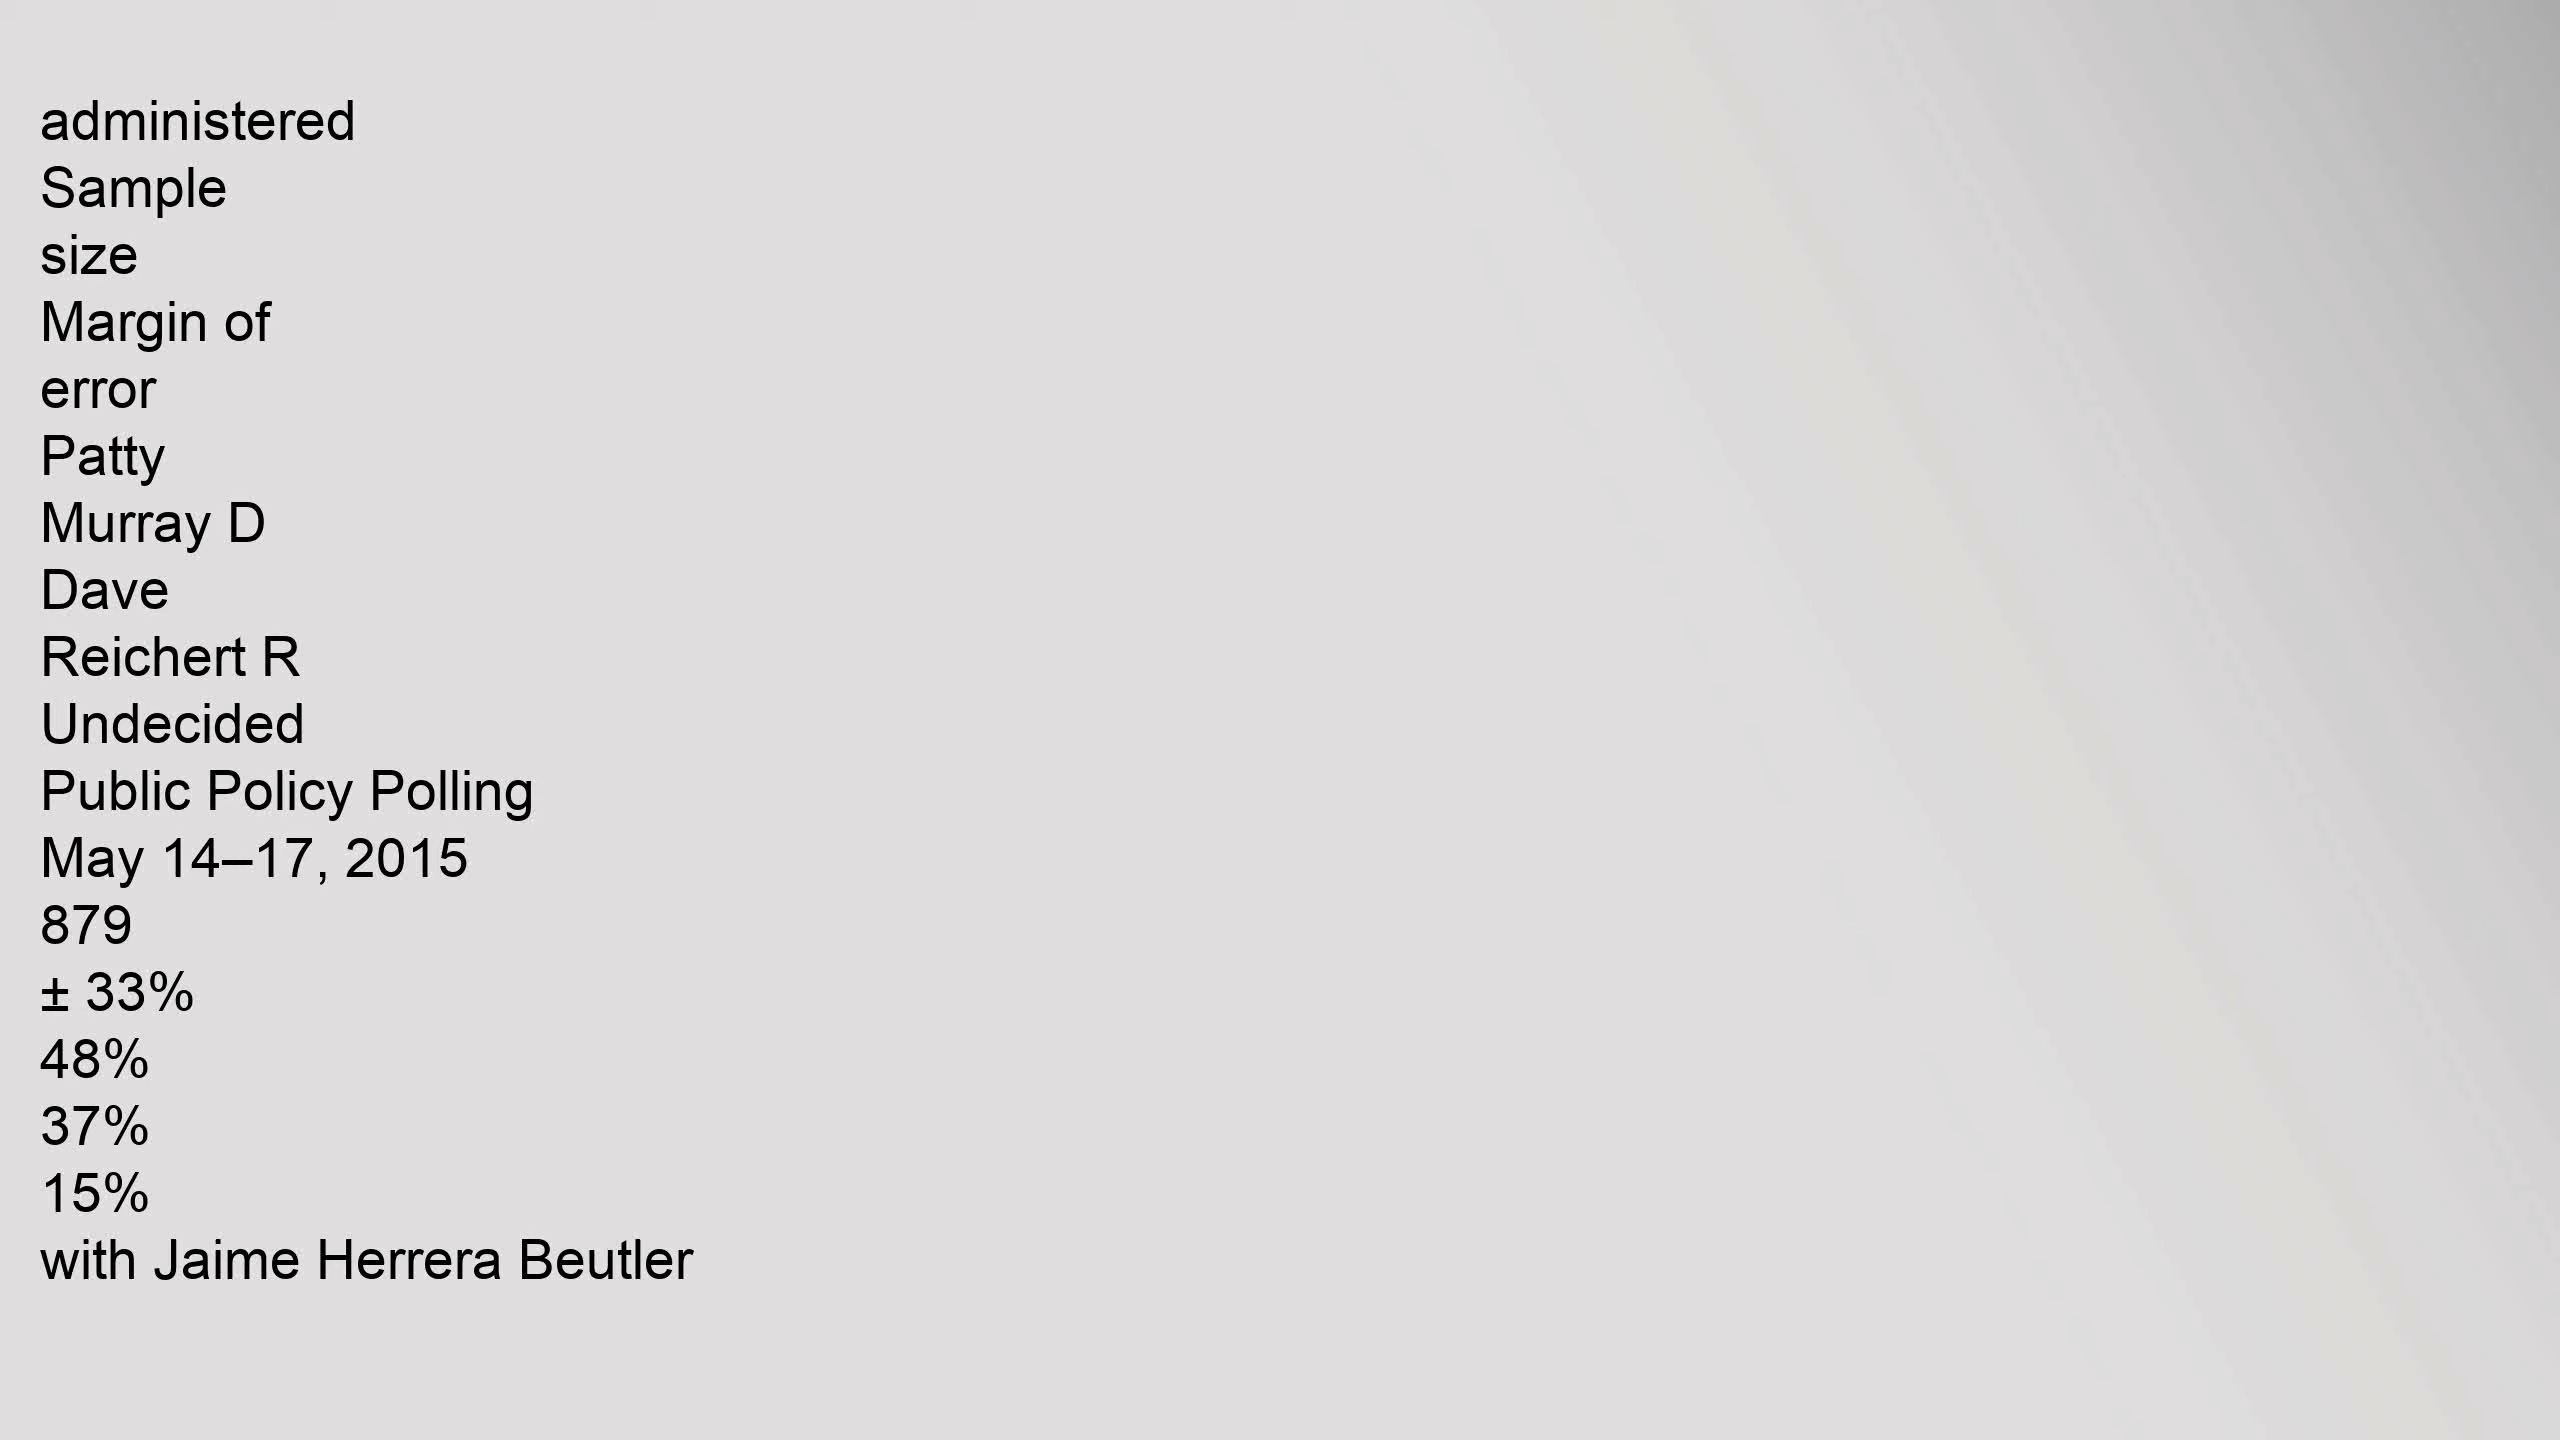 administered
Sample
size
Margin of
error
Patty
Murray D
Dave
Reichert R
Undecided
Public Policy Polling
May 14–17, 2015
879
± 33%
48%
37%
15%
with Jaime Herrera Beutler